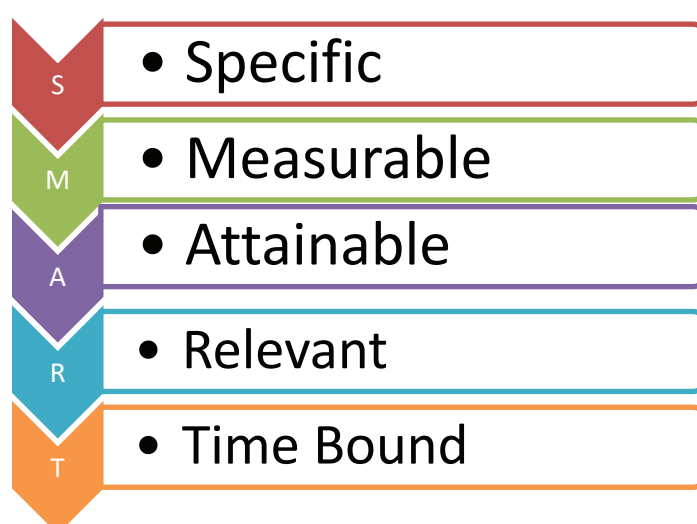 S • Specific
M • Measurable
A • Attainable
R • Relevant
T • Time Bound